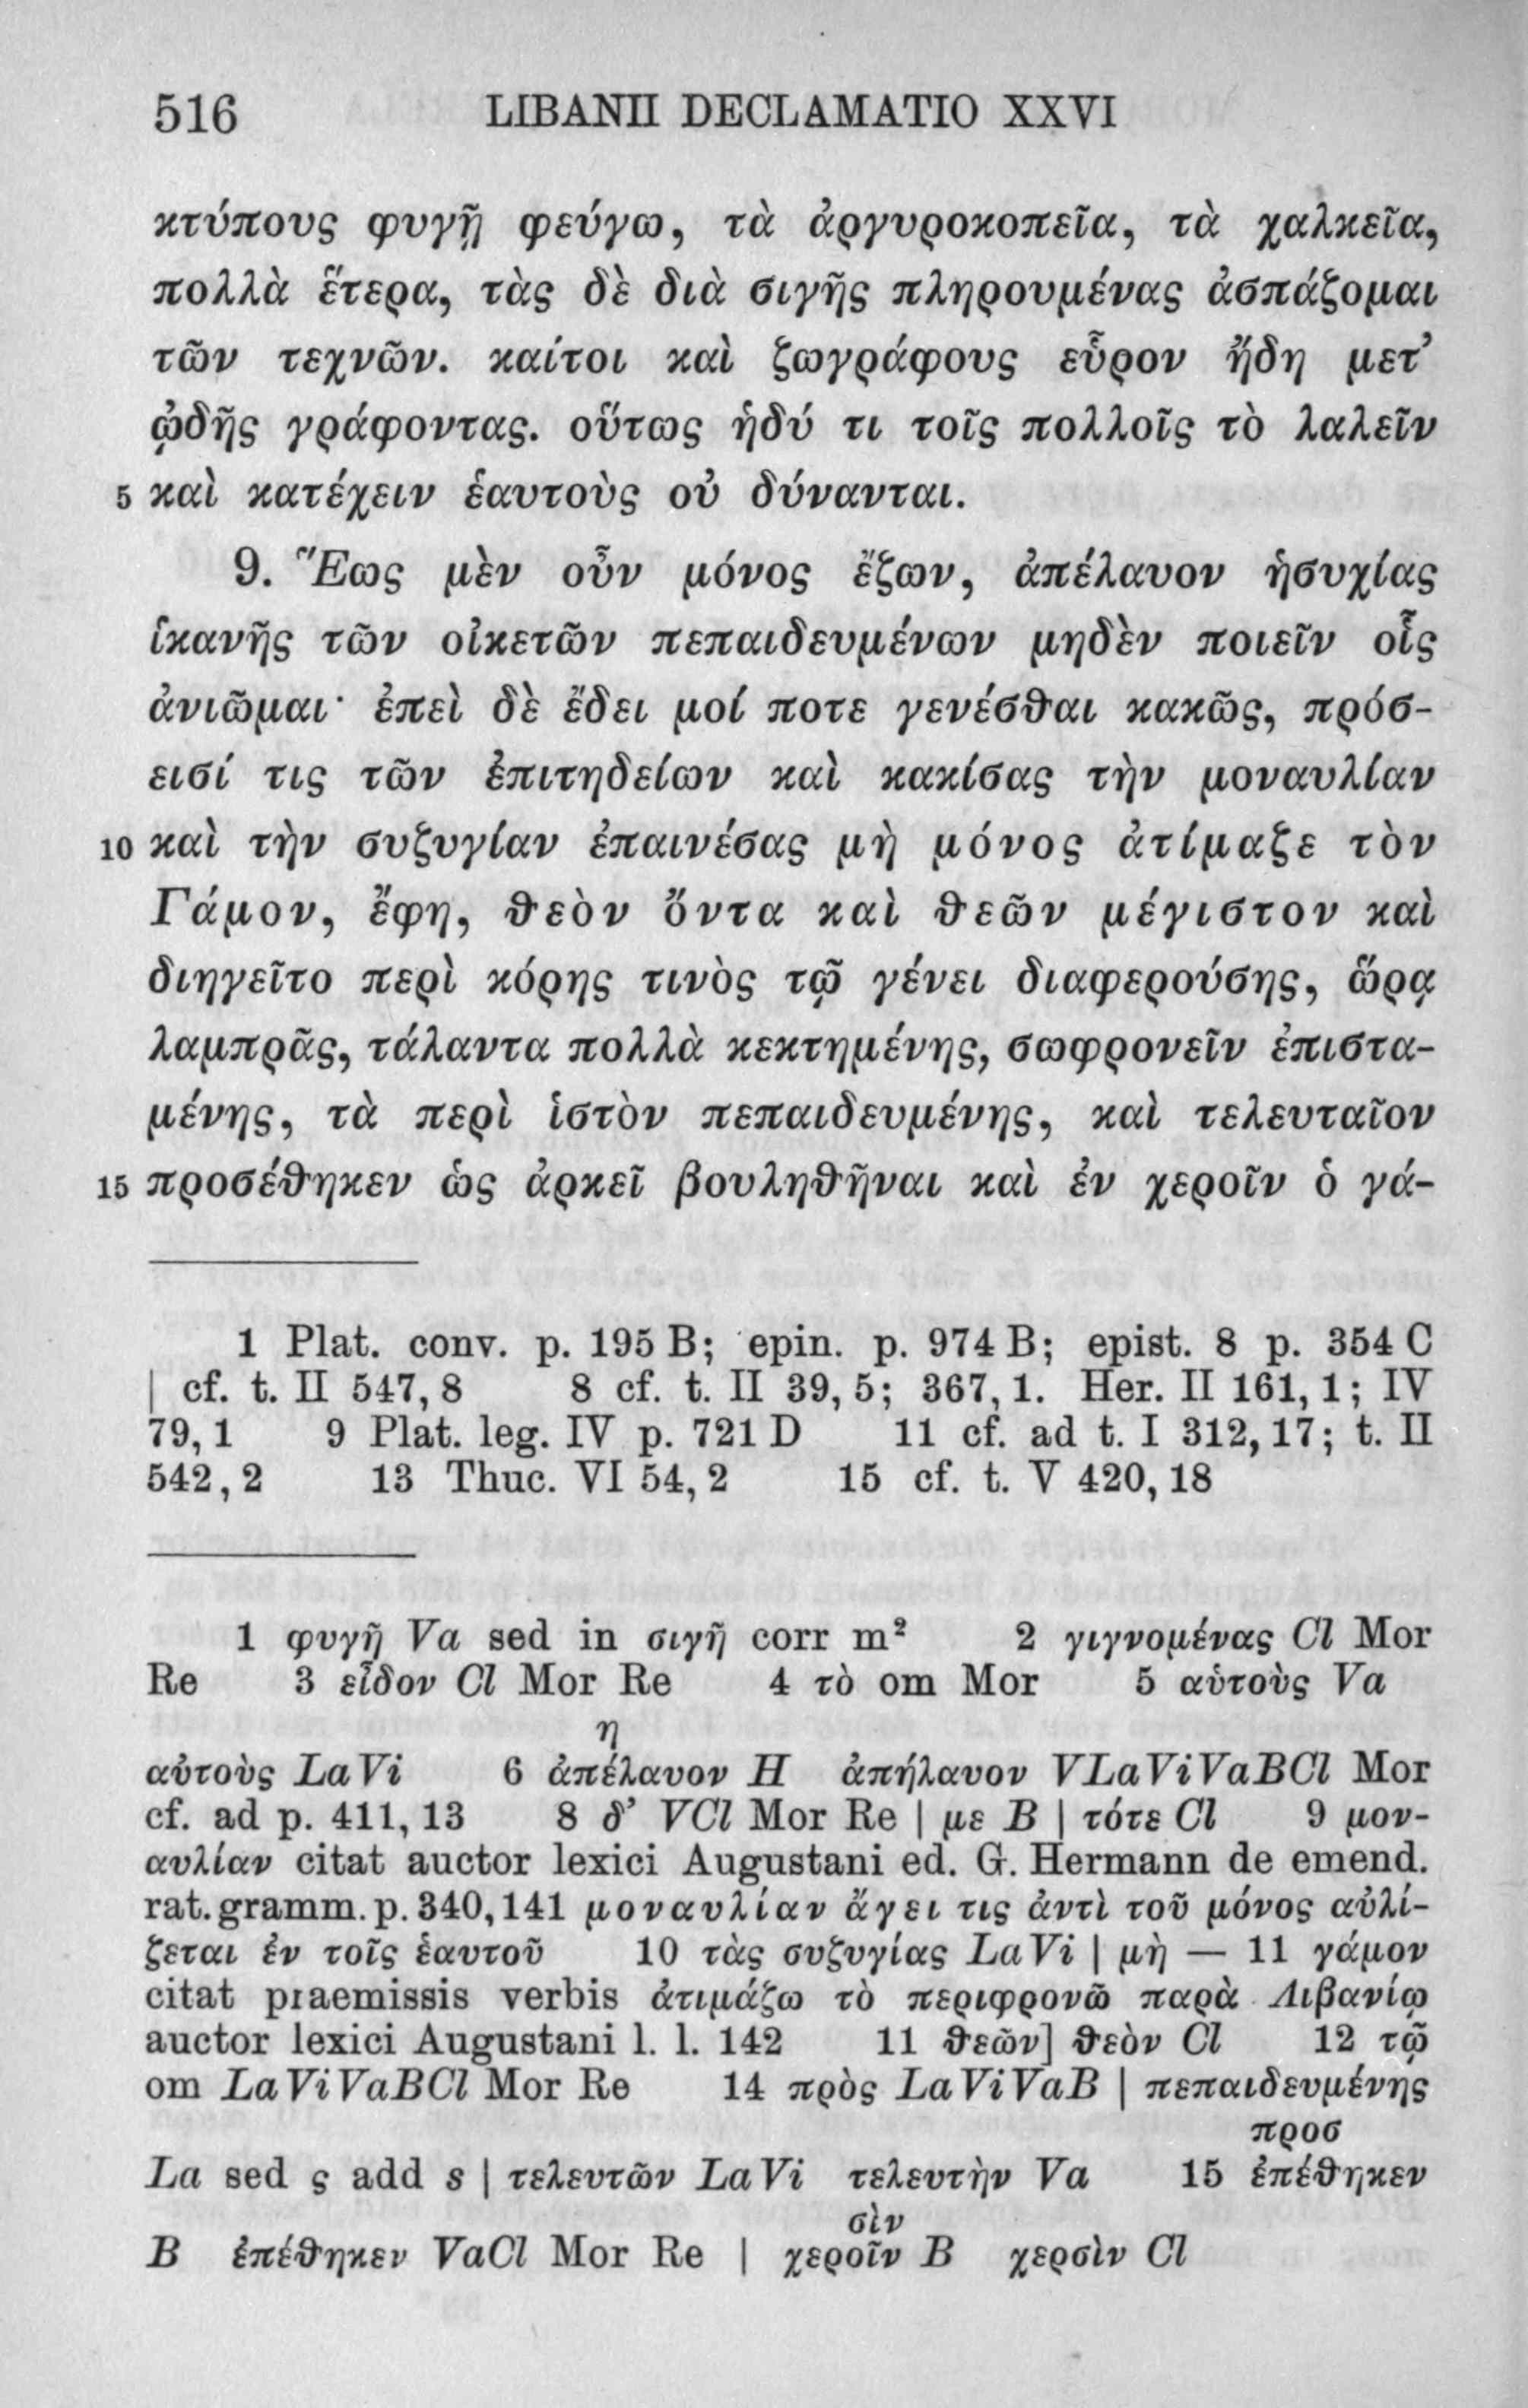 516 LIBANII DECLAMATIO XXVI
κτύπους φυγῇ φεύγω, τὰ ἀργυροκοπεῖα, τὰ χαλκεῖα,
πολλὰ ἕτερα, τὰς δὲ διὰ σιγῆς πληρουμένας ἀσπάζομαι
τῶν τεχνῶν. καίτοι καὶ ζωγράφους εὗρον ἤδη μετ’
ᾠδῆς γράφοντας. οὕτως ἡδύ τι τοῖς πολλοῖς τὸ λαλεῖν
5 καὶ κατέχειν ἑαυτοὺς οὐ δύνανται.
9. Ἕως μὲν οὖν μόνος ἔζων, ἀπέλαυον ἡσυχίας
ἱκανῆς τῶν οἰκετῶν πεπαιδευμένων μηδὲν ποιεῖν οἷς
ἀνιῶμαι· ἐπεὶ δὲ ἔδει μοί ποτε γενέσθαι κακῶς, πρόσ-
εισί τις τῶν ἐπιτηδείων καὶ κακίσας τὴν μοναυλίαν
10 καὶ τὴν συζυγίαν ἐπαινέσας μὴ μόνος ἀτίμαζε τὸν
Γάμον, ἔφη, θεὸν ὄντα καὶ θεῶν μέγιστον καὶ
διηγεῖτο περὶ κόρης τινὸς τῷ γένει διαφερούσης, ὥρᾳ
λαμπρᾶς, τάλαντα πολλὰ κεκτημένης, σωφρονεῖν ἐπιστα-
μένης, τὰ περὶ ἱστὸν πεπαιδευμένης, καὶ τελευταῖον
15 προσέθηκεν ὡς ἀρκεῖ βουληθῆναι καὶ ἐν χεροῖν ὁ γά-
1 Plat. conv. p. 195 B; epin. p. 974 B; epist. 8 p. 354 C
| cf. t. II 547, 8 8 cf. t. II 39, 5; 367, 1. Her. II 161, 1; IV
79, 1 9 Plat. leg. IV p. 721 D 11 cf. ad t. I 312, 17; t. II
542, 2 13 Thuc. VI 54, 2 15 cf. t. V 420, 18
1 φυγῇ Va sed in σιγῇ corr m² 2 γιγνομένας Cl Mor
Re 3 εἶδον Cl Mor Re 4 τὸ om Mor 5 αὑτοὺς Va
η
αὐτοὺς LaVi 6 ἀπέλαυον H ἀπήλαυον VLaViVaBCl Mor
cf. ad p. 411, 13 8 δ’ VCl Mor Re | με B | τότε Cl 9 μον-
αυλίαν citat auctor lexici Augustani ed. G. Hermann de emend.
rat. gramm. p. 340, 141 μοναυλίαν ἄγει τις ἀντὶ τοῦ μόνος αὐλί-
ζεται ἐν τοῖς ἑαυτοῦ 10 τὰς συζυγίας LaVi | μὴ — 11 γάμον
citat praemissis verbis ἀτιμάζω τὸ περιφρονῶ παρὰ Λιβανίῳ
auctor lexici Augustani l. l. 142 11 θεῶν] θεὸν Cl 12 τῷ
om LaViVaBCl Mor Re 14 πρὸς LaViVaB | πεπαιδευμένης
προσ
La sed ς add s | τελευτῶν LaVi τελευτὴν Va 15 ἐπέθηκεν
σὶν
B ἐπέθηκεν VaCl Mor Re | χεροῖν B χερσὶν Cl